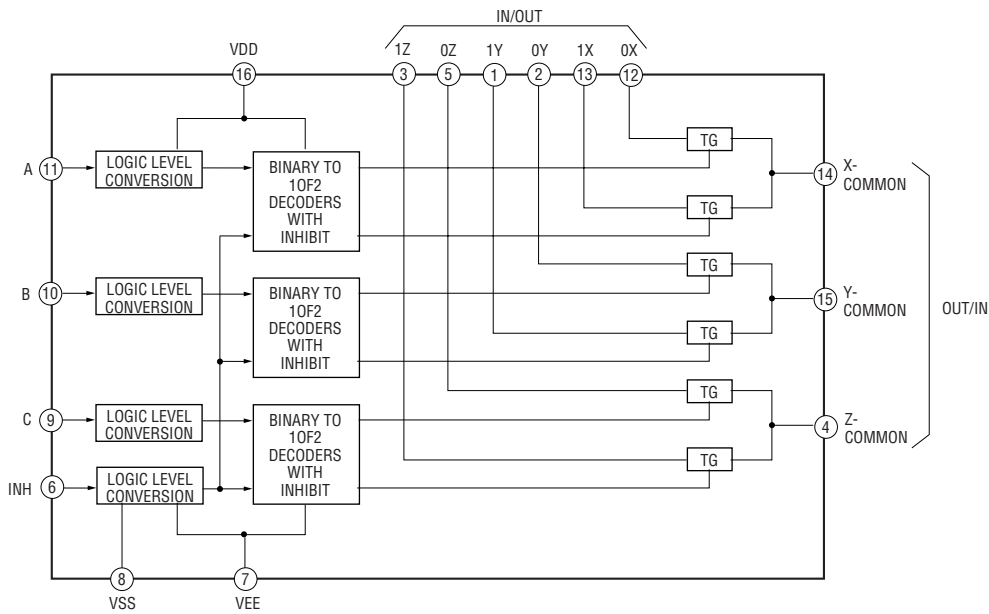 IN/OUT
VDD
1Z 0Z 1Y 0Y 1X 0X
16
3 5 1 2 13 12
A 11
LOGIC LEVEL
CONVERSION
BINARY TO
1OF2
DECODERS
WITH
INHIBIT
TG
TG
14
X-
COMMON
B 10
LOGIC LEVEL
CONVERSION
BINARY TO
1OF2
DECODERS
WITH
INHIBIT
TG
TG
15
Y-
COMMON
OUT/IN
C 9
LOGIC LEVEL
CONVERSION
BINARY TO
1OF2
DECODERS
WITH
INHIBIT
TG
TG
4
Z-
COMMON
INH 6
LOGIC LEVEL
CONVERSION
8
VSS
7
VEE